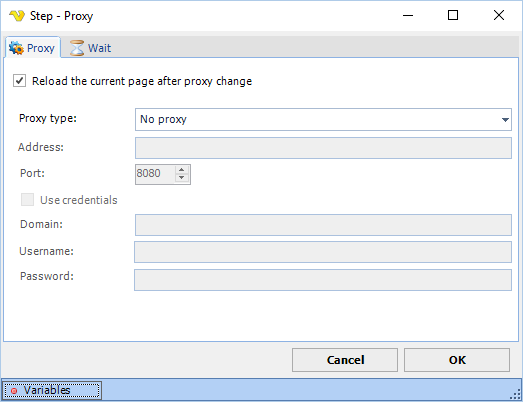 Step - Proxy
Proxy Wait
Reload the current page after proxy change
Proxy type: No proxy
Address:
Port: 8080
Use credentials
Domain:
Username:
Password:
Cancel OK
Variables